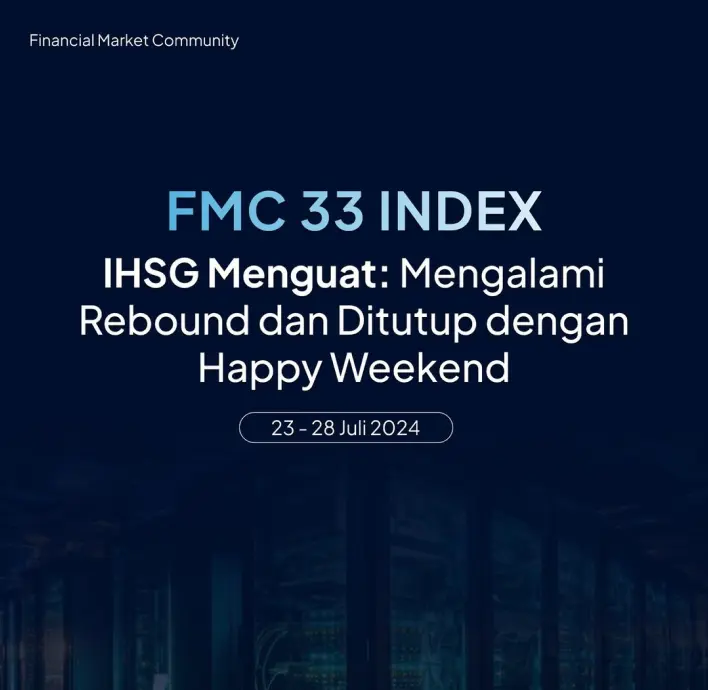 Financial Market Community
FMC 33 INDEX
IHSG Menguat: Mengalami
Rebound dan Ditutup dengan
Happy Weekend
23 - 28 Juli 2024